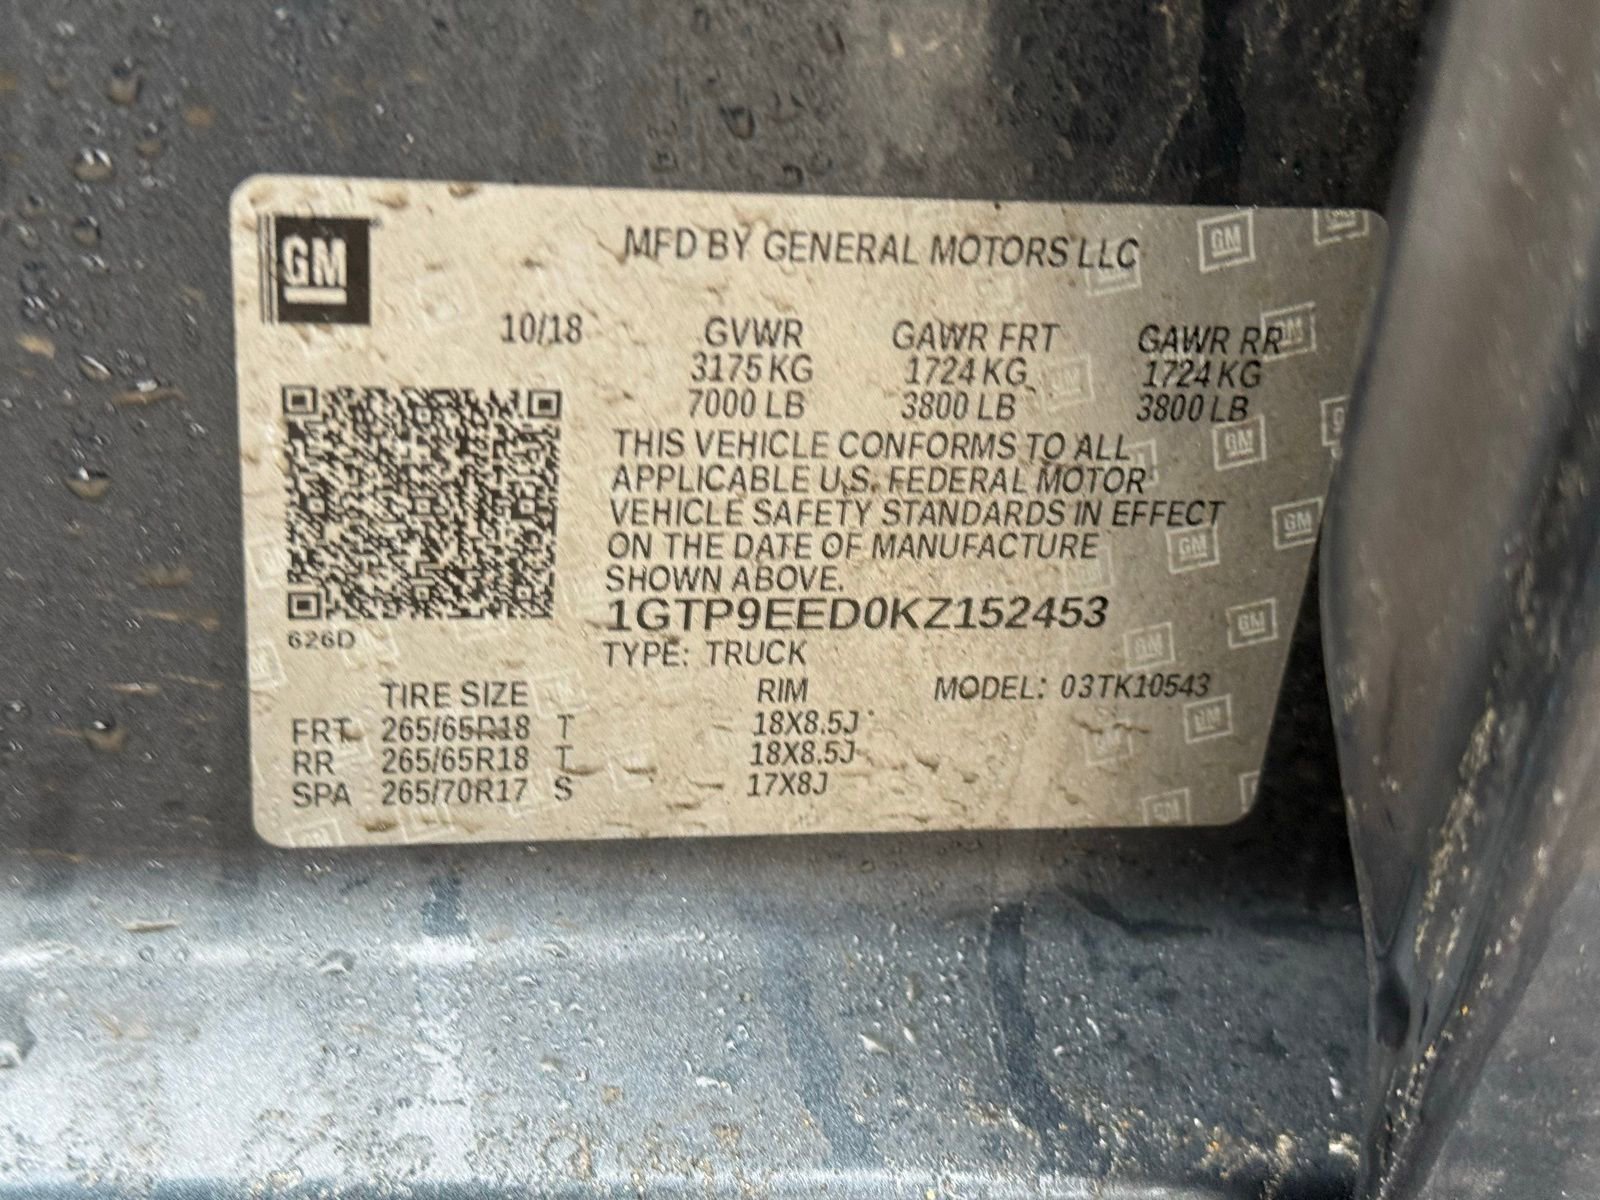 GM
MFD BY GENERAL MOTORS LLC
10/18 GVWR GAWR FRT GAWR RR
3175 KG 1724 KG 1724 KG
7000 LB 3800 LB 3800 LB
THIS VEHICLE CONFORMS TO ALL
APPLICABLE U.S. FEDERAL MOTOR
VEHICLE SAFETY STANDARDS IN EFFECT
ON THE DATE OF MANUFACTURE
SHOWN ABOVE.
1GTP9EED0KZ152453
626D
TYPE: TRUCK
TIRE SIZE RIM MODEL: 03TK10543
FRT 265/65R18 T 18X8.5J
RR 265/65R18 T 18X8.5J
SPA 265/70R17 S 17X8J